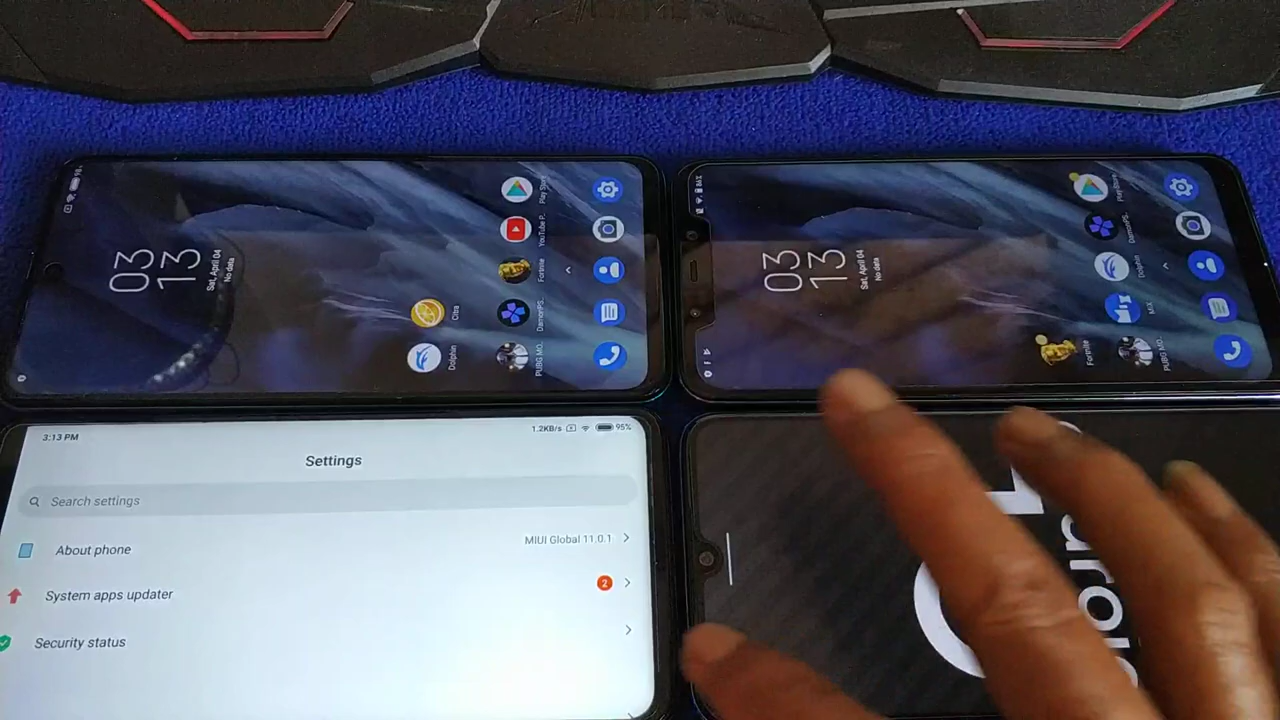 03
13
Sat, April 04
No data
Play Store
YouTube P..
Fortnite
DamonPS..
PUBG MO..
Citra
Dolphin
03
13
Sat, April 04
No data
Play Store
DamonPS..
Dolphin
Fortnite
PUBG MO..
3:13 PM
1.2KB/s
95%
Settings
Search settings
About phone
MIUI Global 11.0.1
System apps updater
2
Security status